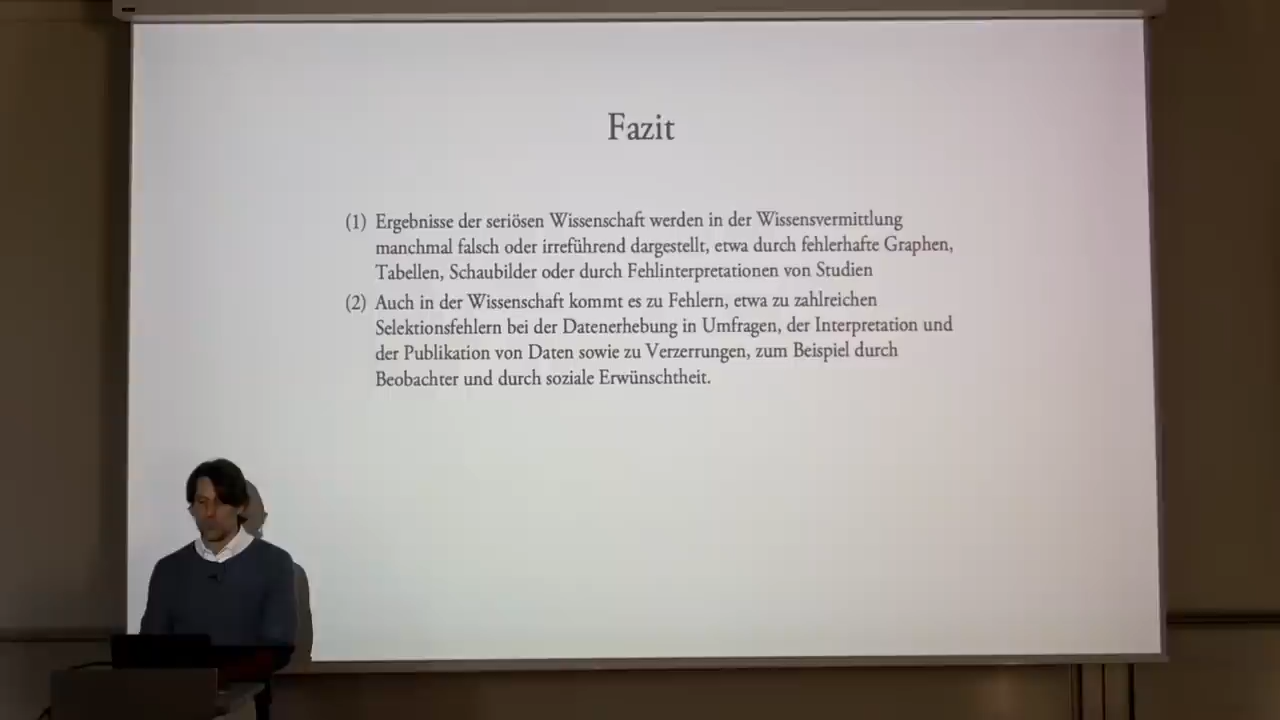 Fazit
(1) Ergebnisse der seriösen Wissenschaft werden in der Wissensvermittlung
manchmal falsch oder irreführend dargestellt, etwa durch fehlerhafte Graphen,
Tabellen, Schaubilder oder durch Fehlinterpretationen von Studien
(2) Auch in der Wissenschaft kommt es zu Fehlern, etwa zu zahlreichen
Selektionsfehlern bei der Datenerhebung in Umfragen, der Interpretation und
der Publikation von Daten sowie zu Verzerrungen, zum Beispiel durch
Beobachter und durch soziale Erwünschtheit.